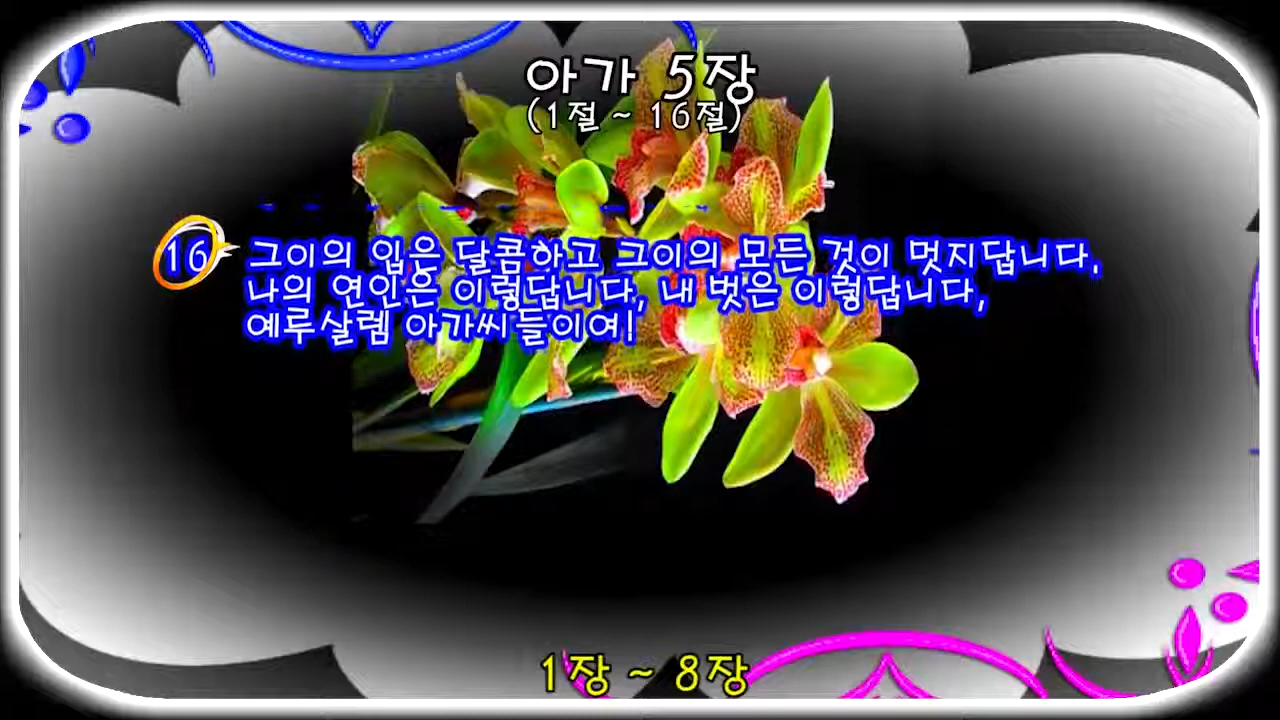 아가 5장
(1절 ~ 16절)
16 그이의 입은 달콤하고 그이의 모든 것이 멋지답니다.
나의 연인은 이렇답니다, 내 벗은 이렇답니다,
예루살렘 아가씨들이여!
1장 ~ 8장